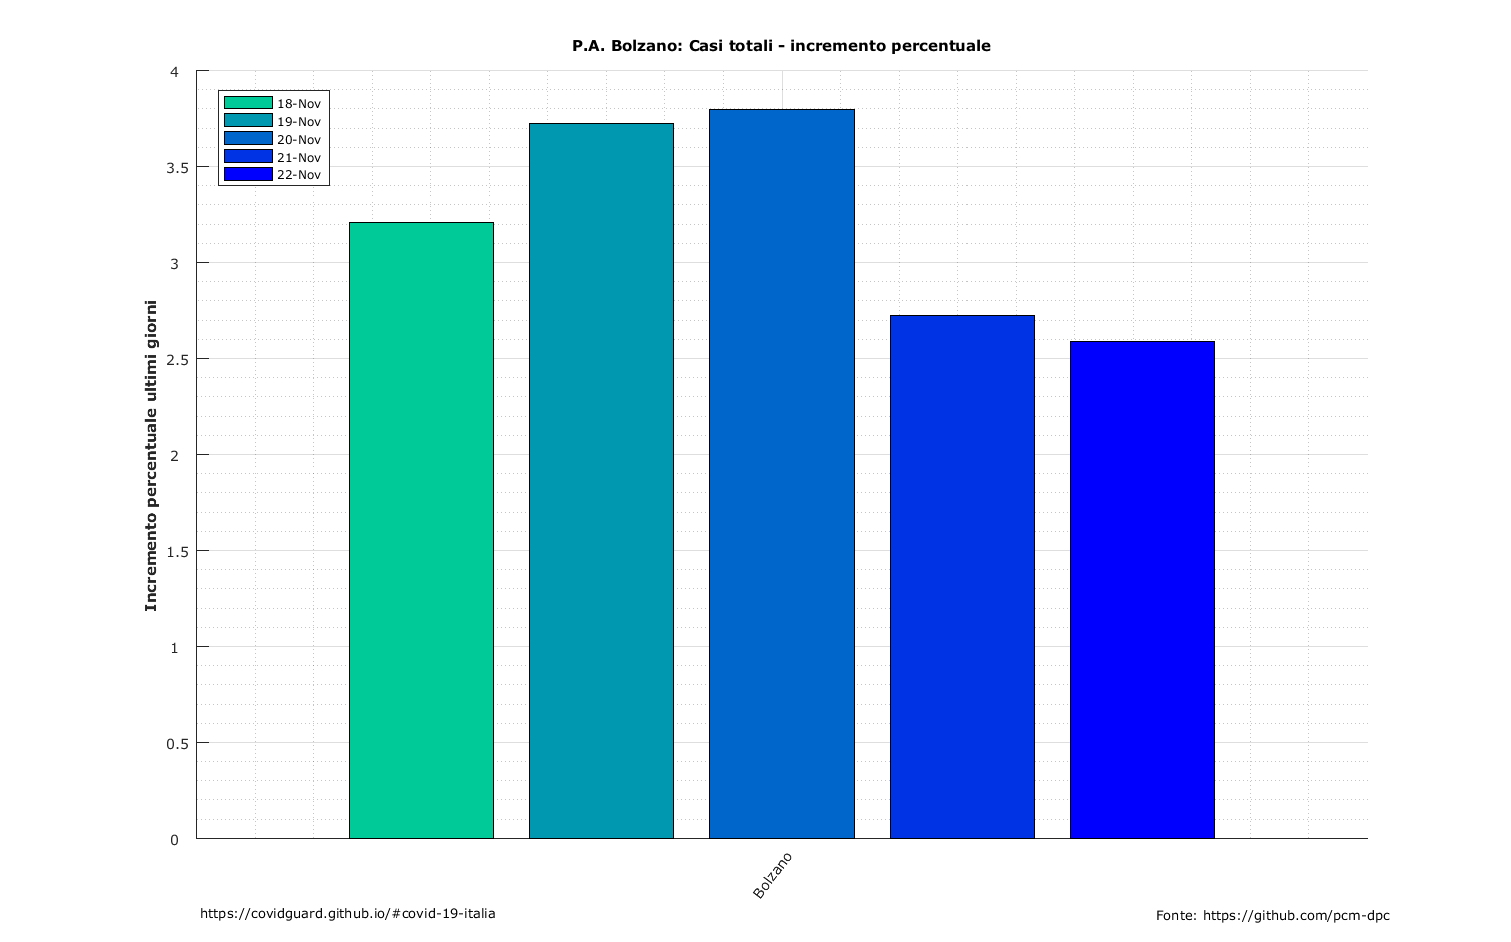 P.A. Bolzano: Casi totali - incremento percentuale
4
3.5
3
2.5
2
1.5
1
0.5
0
18-Nov
19-Nov
20-Nov
21-Nov
22-Nov
Incremento percentuale ultimi giorni
Bolzano
https://covidguard.github.io/#covid-19-italia
Fonte: https://github.com/pcm-dpc